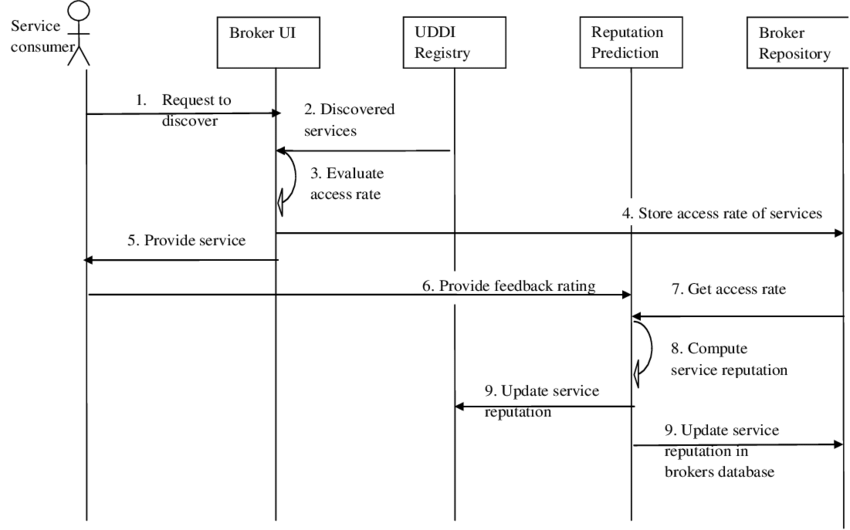 Service
consumer
Broker UI
UDDI
Registry
Reputation
Prediction
Broker
Repository
1. Request to
discover
2. Discovered
services
3. Evaluate
access rate
4. Store access rate of services
5. Provide service
6. Provide feedback rating
7. Get access rate
8. Compute
service reputation
9. Update service
reputation
9. Update service
reputation in
brokers database